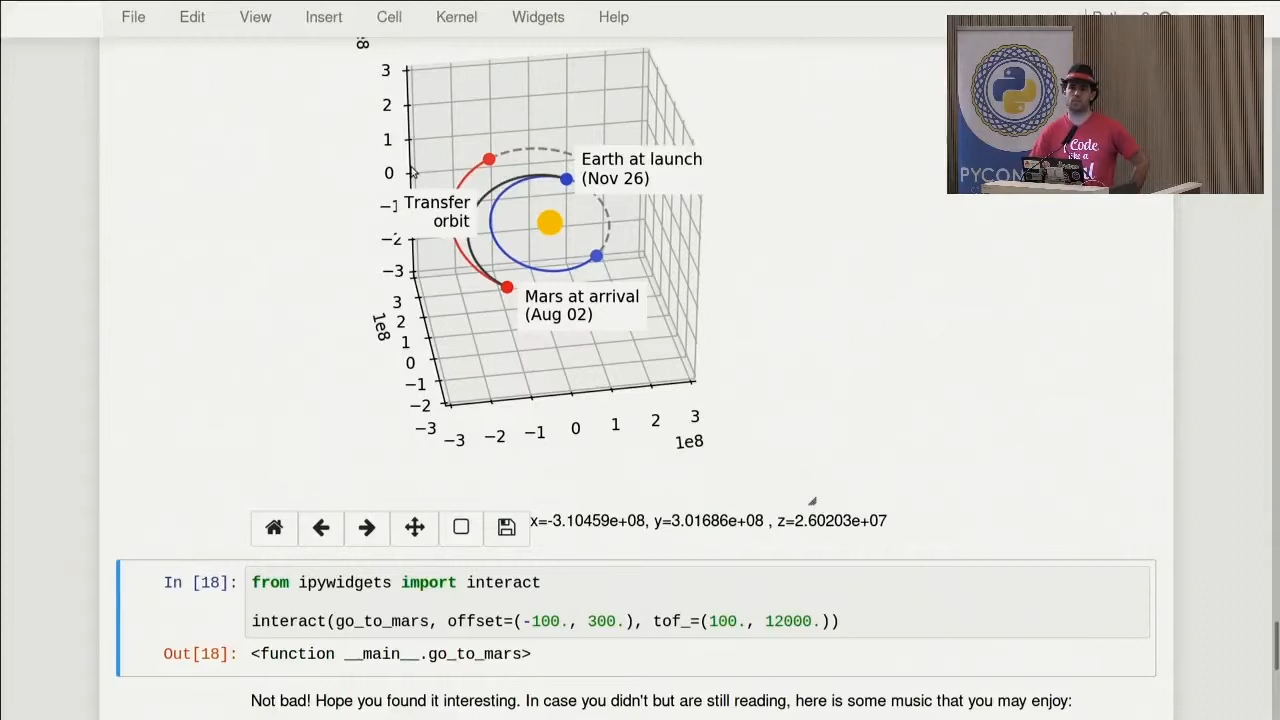 File Edit View Insert Cell Kernel Widgets Help
3
2
1
0
−1
−2
−3
Earth at launch
(Nov 26)
Transfer
orbit
Mars at arrival
(Aug 02)
3
2
1
0
−1
−2
−3
1e8
−3 −2 −1 0 1 2 3
1e8
x=-3.10459e+08, y=3.01686e+08 , z=2.60203e+07
In [18]: from ipywidgets import interact
interact(go_to_mars, offset=(-100., 300.), tof_=(100., 12000.))
Out[18]: <function __main__.go_to_mars>
Not bad! Hope you found it interesting. In case you didn't but are still reading, here is some music that you may enjoy:
PYCON
Code